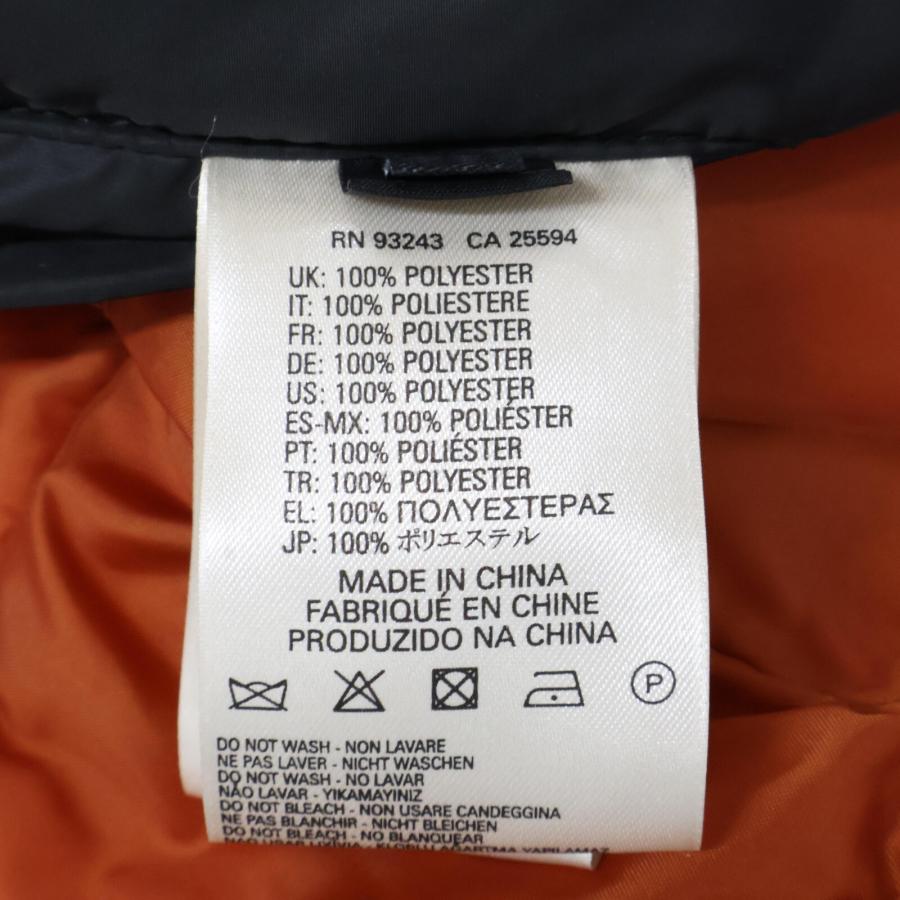 RN 93243 CA 25594
UK: 100% POLYESTER
IT: 100% POLIESTERE
FR: 100% POLYESTER
DE: 100% POLYESTER
US: 100% POLYESTER
ES-MX: 100% POLIÉSTER
PT: 100% POLIÉSTER
TR: 100% POLYESTER
EL: 100% ΠΟΛΥΕΣΤΕΡΑΣ
JP: 100% ポリエステル
MADE IN CHINA
FABRIQUÉ EN CHINE
PRODUZIDO NA CHINA
P
DO NOT WASH - NON LAVARE
NE PAS LAVER - NICHT WASCHEN
DO NOT WASH - NO LAVAR
NÃO LAVAR - YIKAMAYINIZ
DO NOT BLEACH - NON USARE CANDEGGINA
NE PAS BLANCHIR - NICHT BLEICHEN
DO NOT BLEACH - NO BLANQUEAR